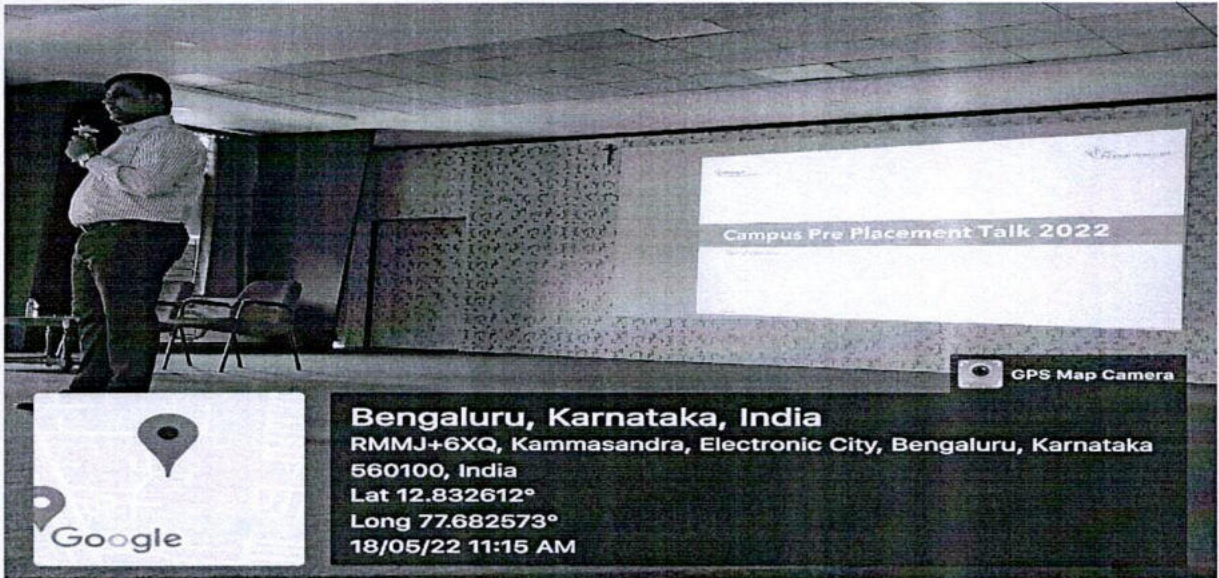 Campus Pre Placement Talk 2022
GPS Map Camera
Bengaluru, Karnataka, India
RMMJ+6XQ, Kammasandra, Electronic City, Bengaluru, Karnataka
560100, India
Lat 12.832612°
Long 77.682573°
18/05/22 11:15 AM
Google